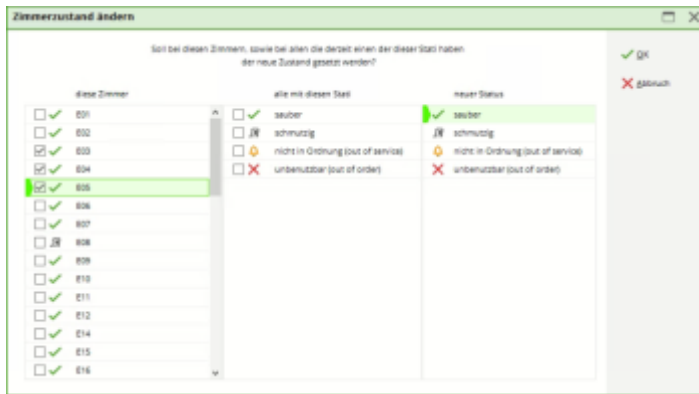 Zimmerzustand ändern
Soll bei diesen Zimmern, sowie bei allen die derzeit einen der dieser Stati haben
der neue Zustand gesetzt werden?
OK
Abbruch
diese Zimmer
alle mit diesen Stati
neuer Status
E01
E02
E03
E04
E05
E06
E07
E08
E09
E10
E11
E12
E14
E15
E16
sauber
schmutzig
nicht in Ordnung (out of service)
unbenutzbar (out of order)
sauber
schmutzig
nicht in Ordnung (out of service)
unbenutzbar (out of order)